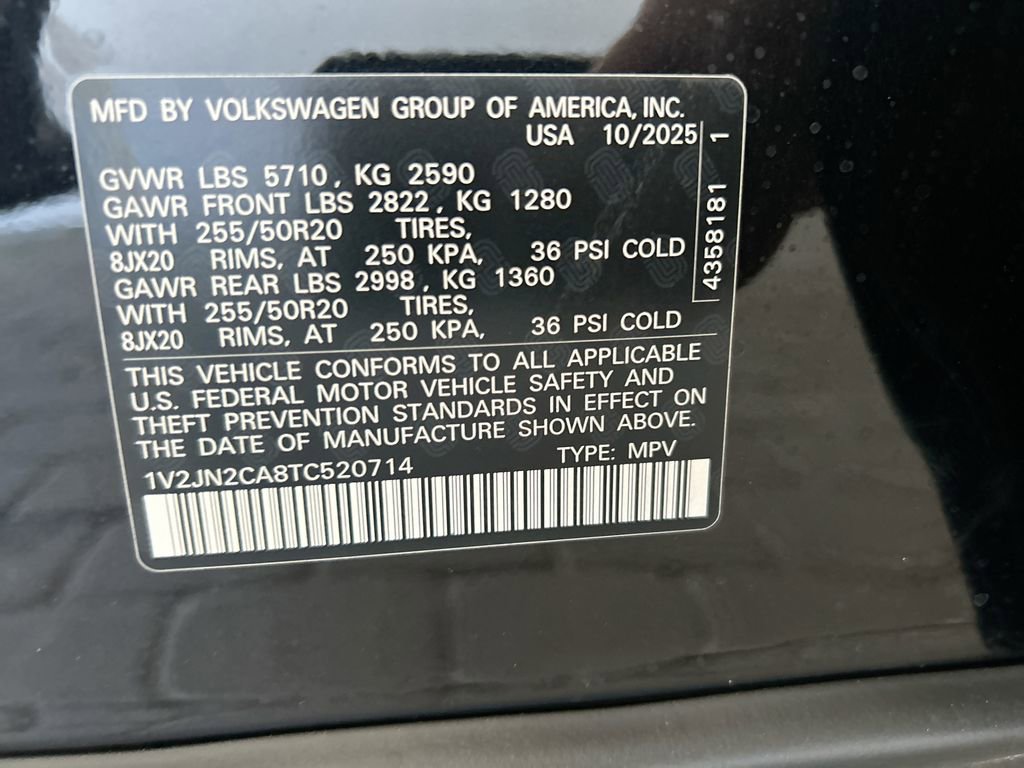 MFD BY VOLKSWAGEN GROUP OF AMERICA, INC.
USA 10/2025
GVWR LBS 5710, KG 2590
GAWR FRONT LBS 2822, KG 1280
WITH 255/50R20 TIRES,
8JX20 RIMS, AT 250 KPA, 36 PSI COLD
GAWR REAR LBS 2998, KG 1360
WITH 255/50R20 TIRES,
8JX20 RIMS, AT 250 KPA, 36 PSI COLD
4358181 1
THIS VEHICLE CONFORMS TO ALL APPLICABLE
U.S. FEDERAL MOTOR VEHICLE SAFETY AND
THEFT PREVENTION STANDARDS IN EFFECT ON
THE DATE OF MANUFACTURE SHOWN ABOVE.
1V2JN2CA8TC520714 TYPE: MPV